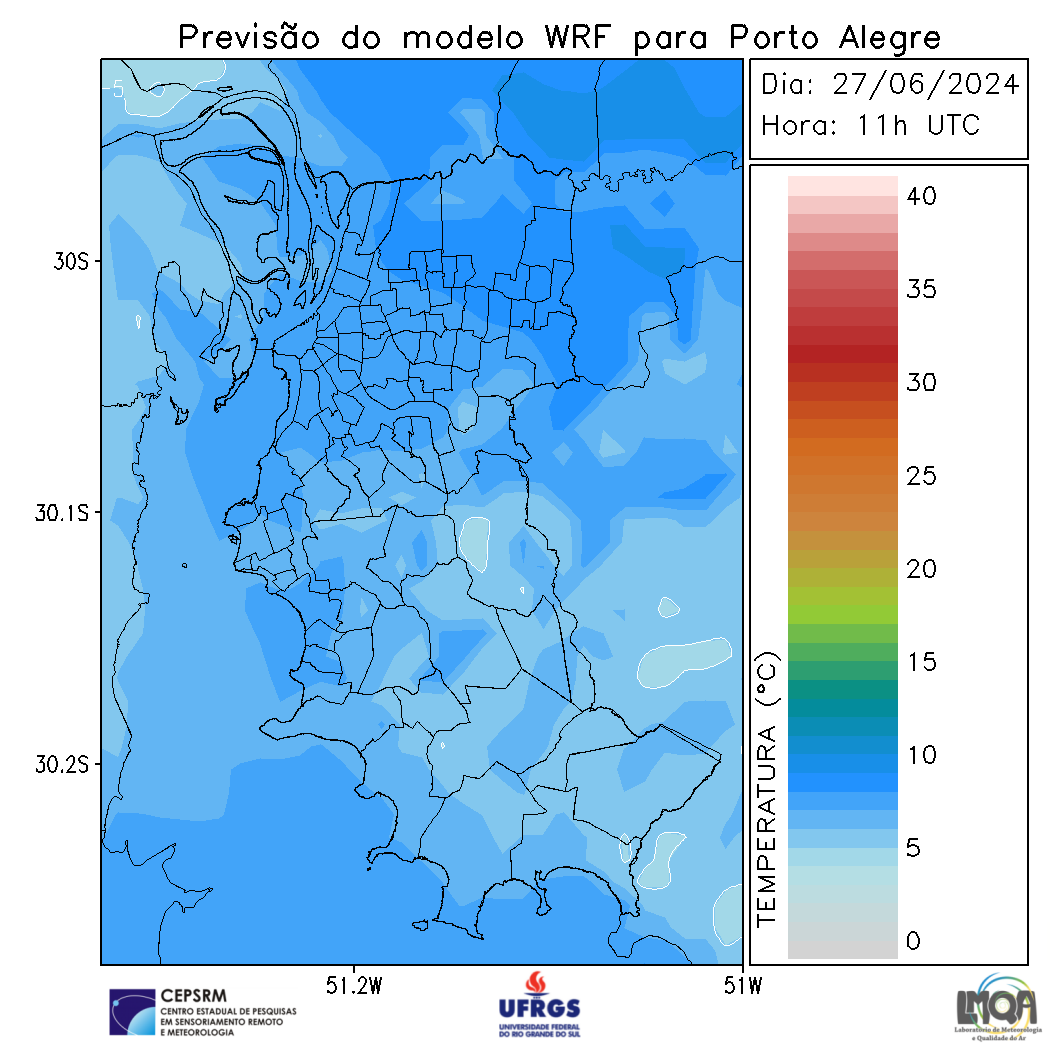 Previsão do modelo WRF para Porto Alegre
Dia: 27/06/2024
Hora: 11h UTC
5
30S
30.1S
30.2S
51.2W
51W
40
35
30
25
20
15
10
5
0
TEMPERATURA (°C)
CEPSRM
CENTRO ESTADUAL DE PESQUISAS
EM SENSORIAMENTO REMOTO
E METEOROLOGIA
UFRGS
UNIVERSIDADE FEDERAL
DO RIO GRANDE DO SUL
LMQA
Laboratório de Meteorologia
e Qualidade do Ar